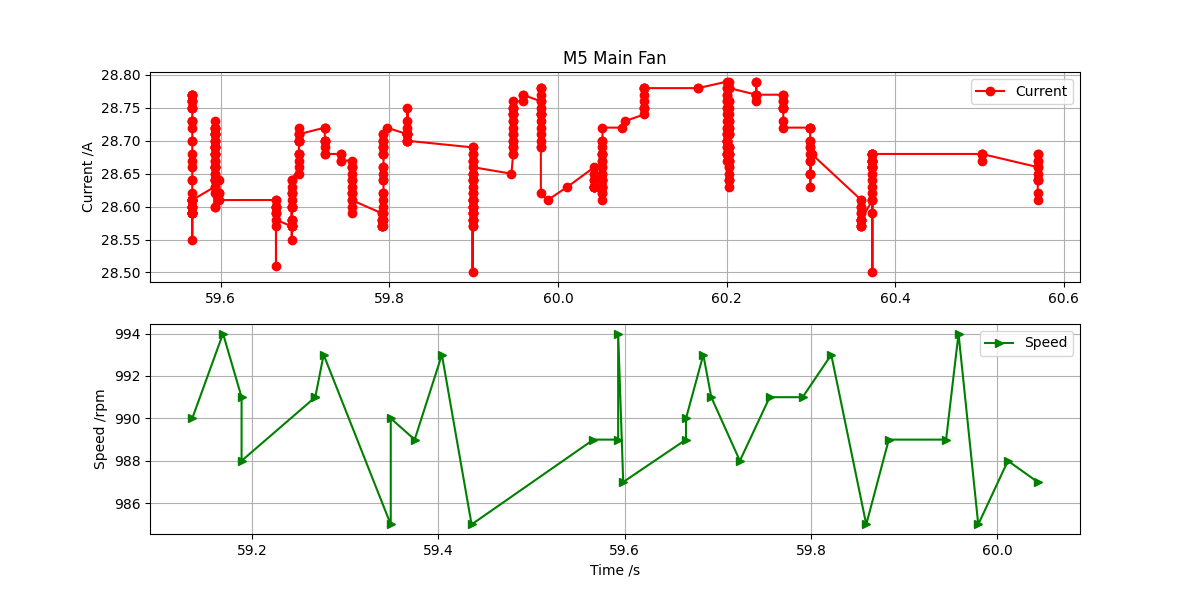 M5 Main Fan
28.80
28.75
28.70
28.65
28.60
28.55
28.50
Current /A
Current
59.6 59.8 60.0 60.2 60.4 60.6
994
992
990
988
986
Speed /rpm
Speed
59.2 59.4 59.6 59.8 60.0
Time /s